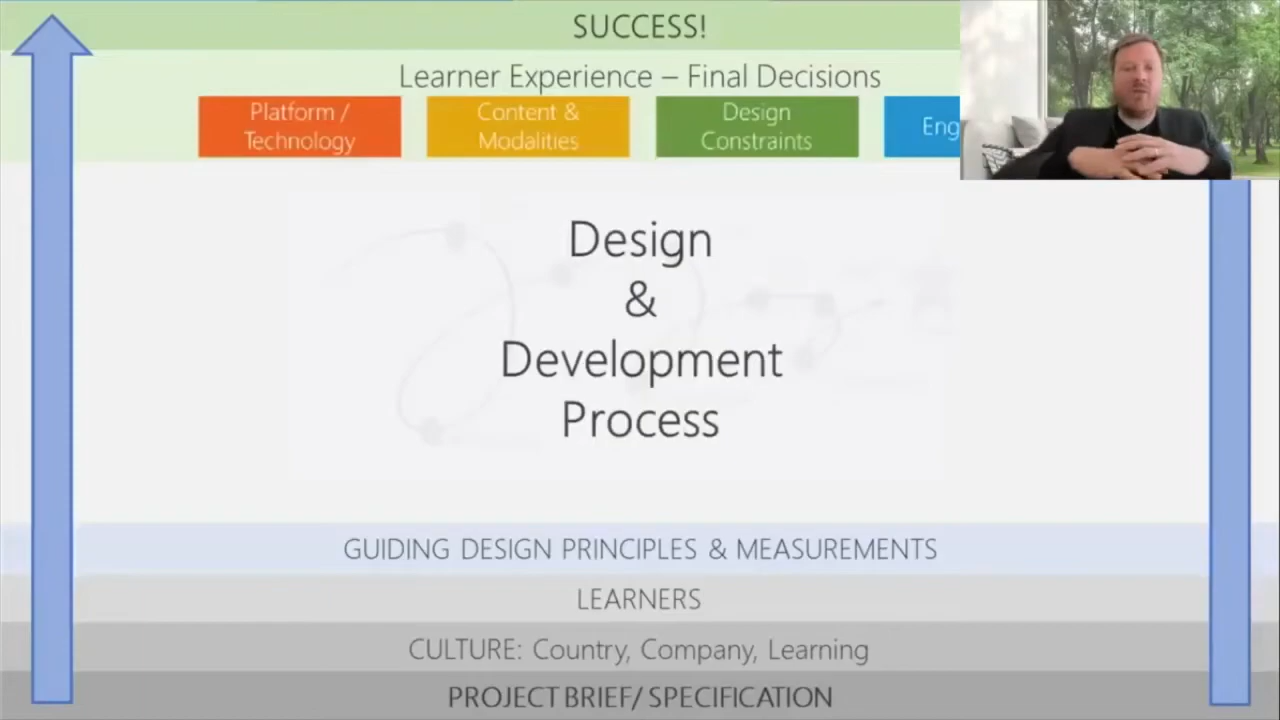 SUCCESS!
Learner Experience – Final Decisions
Platform /
Technology
Content &
Modalities
Design
Constraints
Eng
Design
&
Development
Process
GUIDING DESIGN PRINCIPLES & MEASUREMENTS
LEARNERS
CULTURE: Country, Company, Learning
PROJECT BRIEF/ SPECIFICATION